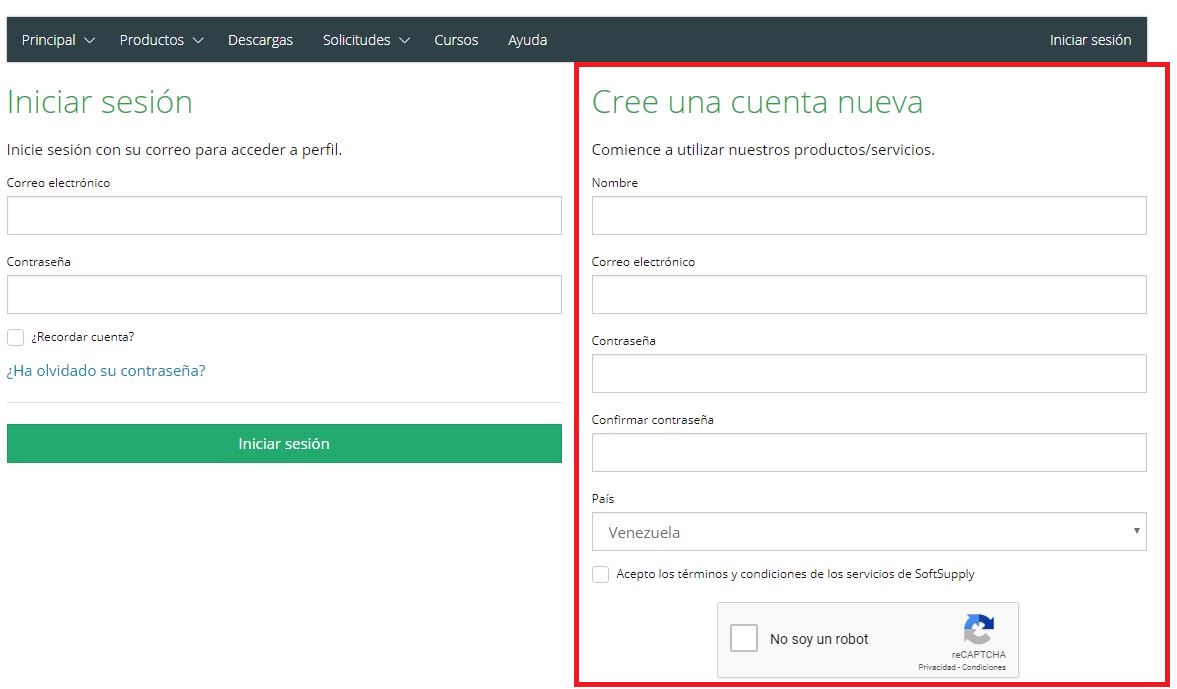 Principal Productos Descargas Solicitudes Cursos Ayuda Iniciar sesión
Iniciar sesión
Inicie sesión con su correo para acceder a perfil.
Correo electrónico
Contraseña
¿Recordar cuenta?
¿Ha olvidado su contraseña?
Iniciar sesión
Cree una cuenta nueva
Comience a utilizar nuestros productos/servicios.
Nombre
Correo electrónico
Contraseña
Confirmar contraseña
País
Venezuela
Acepto los términos y condiciones de los servicios de SoftSupply
No soy un robot
reCAPTCHA
Privacidad - Condiciones